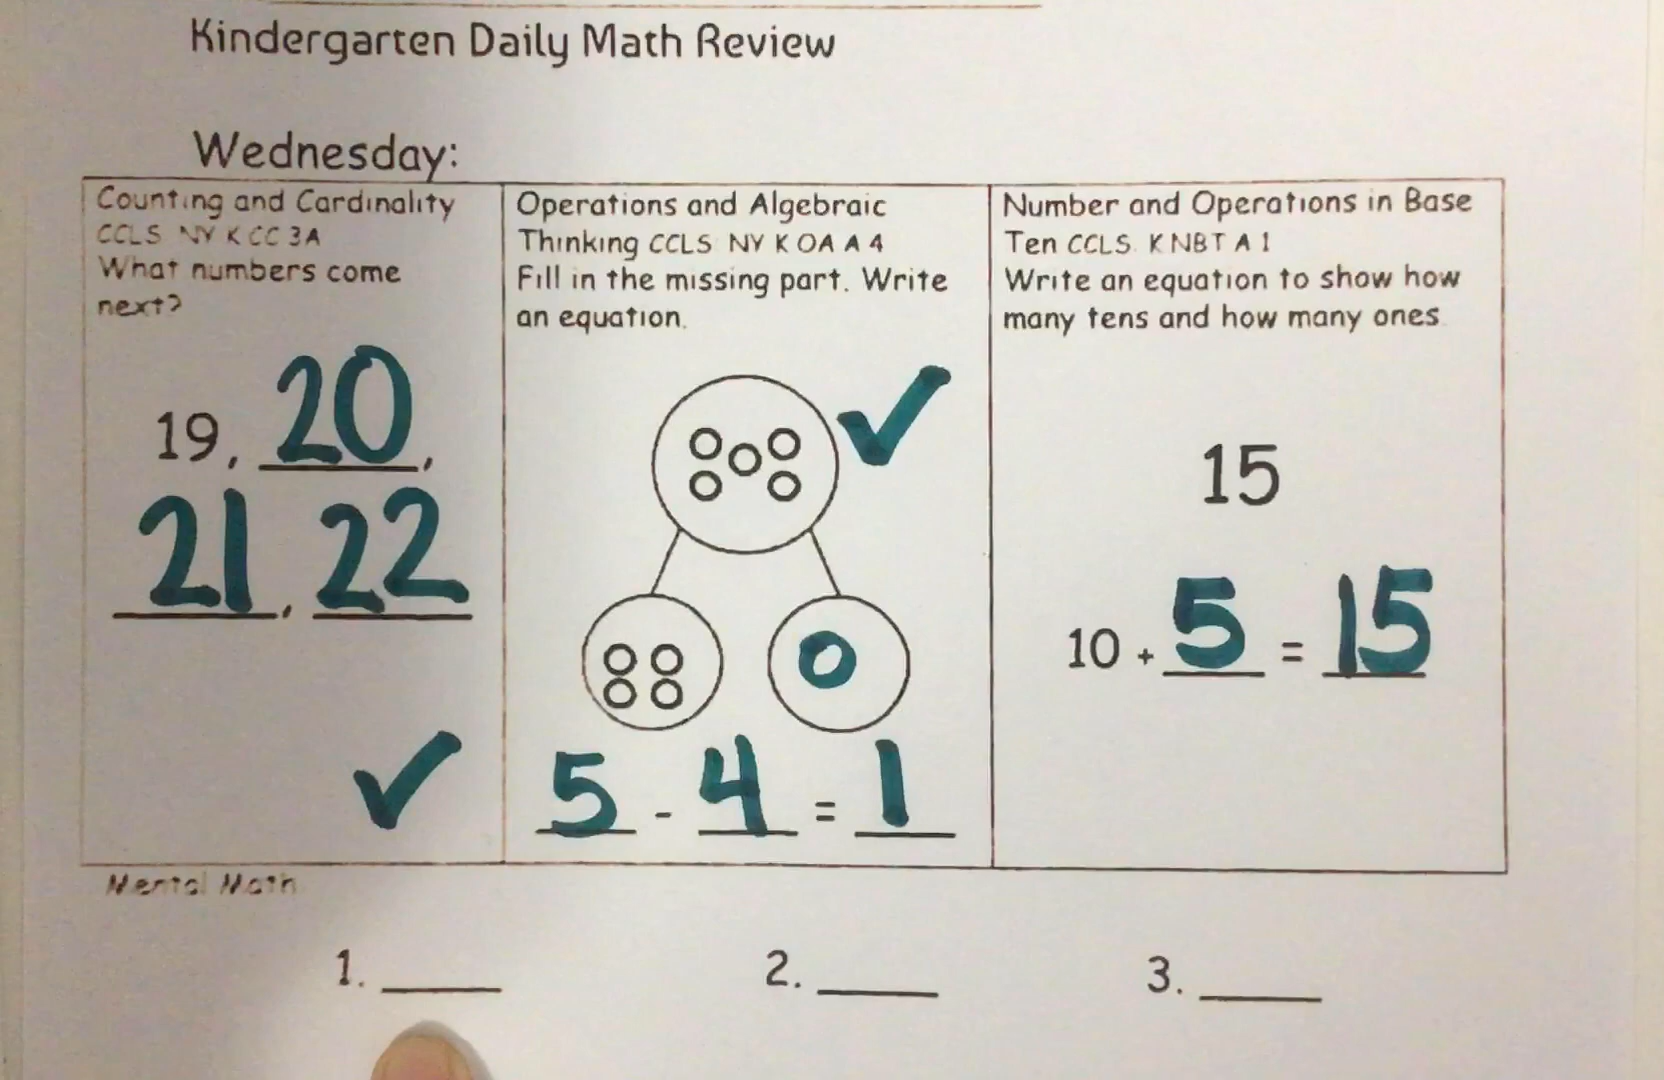 Kindergarten Daily Math Review
Wednesday:
Counting and Cardinality
CCLS NY K CC 3A
What numbers come
next?
19, 20,
21, 22
Operations and Algebraic
Thinking CCLS NY K OA A 4
Fill in the missing part. Write
an equation.
5 - 4 = 1
Number and Operations in Base
Ten CCLS K NBT A 1
Write an equation to show how
many tens and how many ones
15
10 + 5 = 15
Mental Math
1.
2.
3.